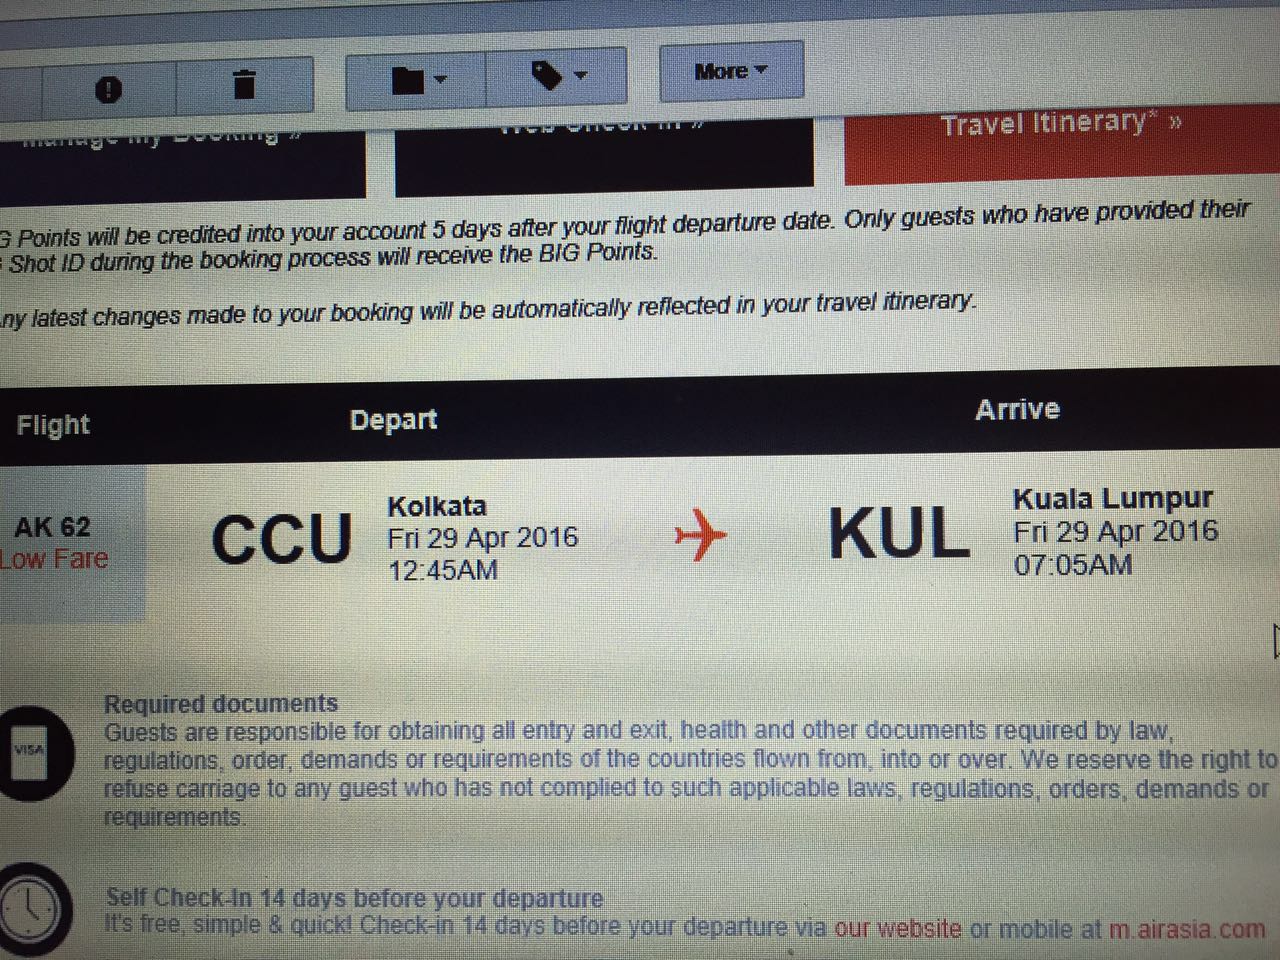 More
Manage My Booking »
Web Check-in »
Travel Itinerary* »
G Points will be credited into your account 5 days after your flight departure date. Only guests who have provided their
Shot ID during the booking process will receive the BIG Points.
ny latest changes made to your booking will be automatically reflected in your travel itinerary.
Flight Depart Arrive
AK 62
Low Fare
CCU
Kolkata
Fri 29 Apr 2016
12:45AM
KUL
Kuala Lumpur
Fri 29 Apr 2016
07:05AM
VISA
Required documents
Guests are responsible for obtaining all entry and exit, health and other documents required by law,
regulations, order, demands or requirements of the countries flown from, into or over. We reserve the right to
refuse carriage to any guest who has not complied to such applicable laws, regulations, orders, demands or
requirements.
Self Check-In 14 days before your departure
It's free, simple & quick! Check-in 14 days before your departure via our website or mobile at m.airasia.com